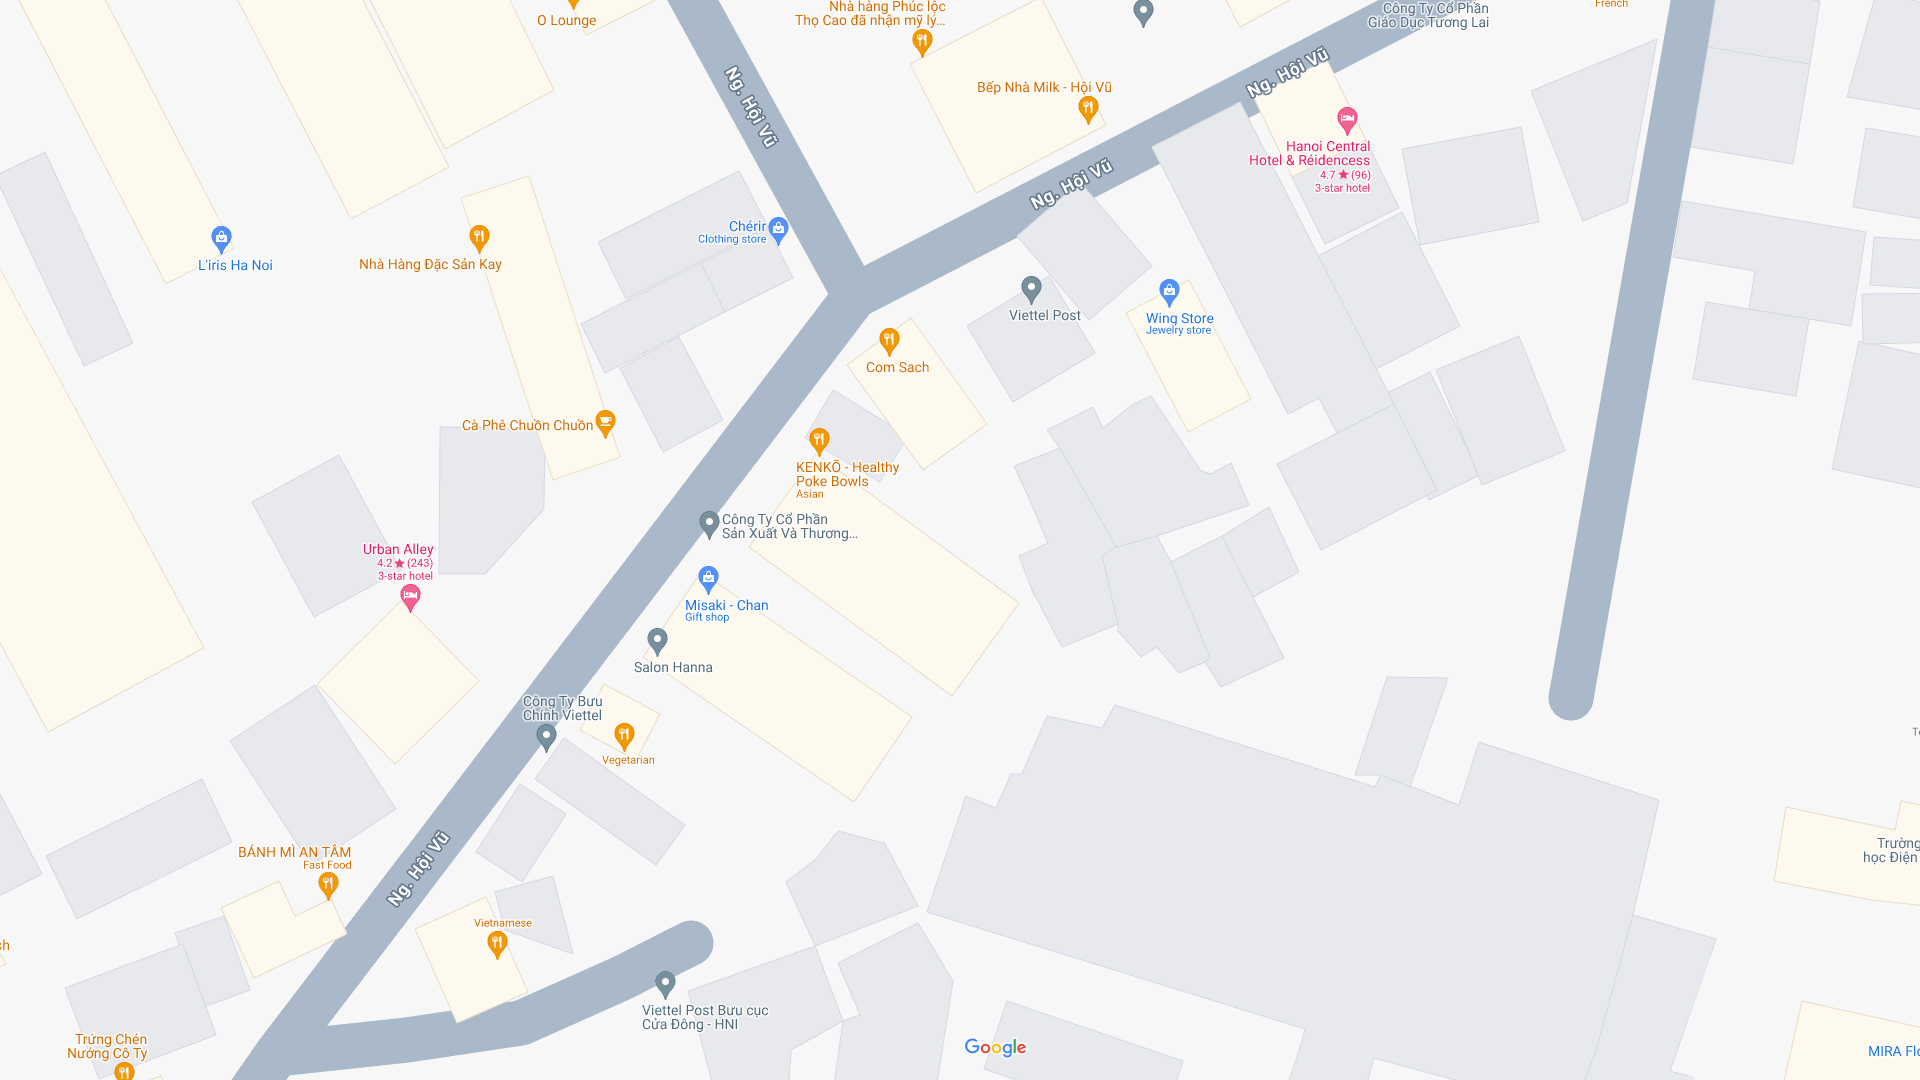 O Lounge
Nhà hàng Phúc lộc
Thọ Cao đã nhận mỹ lý...
Công Ty Cổ Phần
Giáo Dục Tương Lai
French
Ng. Hội Vũ
Bếp Nhà Milk - Hội Vũ
Ng. Hội Vũ
Hanoi Central
Hotel & Réidencess
4.7 ★ (96)
3-star hotel
Ng. Hội Vũ
Chérir
Clothing store
L'iris Ha Noi
Nhà Hàng Đặc Sản Kay
Viettel Post
Wing Store
Jewelry store
Com Sach
Cà Phê Chuồn Chuồn
KENKŌ - Healthy
Poke Bowls
Asian
Công Ty Cổ Phần
Sản Xuất Và Thương...
Urban Alley
4.2 ★ (243)
3-star hotel
Misaki - Chan
Gift shop
Salon Hanna
Công Ty Bưu
Chính Viettel
Vegetarian
BÁNH MÌ AN TÂM
Fast Food
Ng. Hội Vũ
Trường
học Điện
Vietnamese
Viettel Post Bưu cục
Cửa Đông - HNI
Trứng Chén
Nướng Cô Ty
Google
MIRA Flo